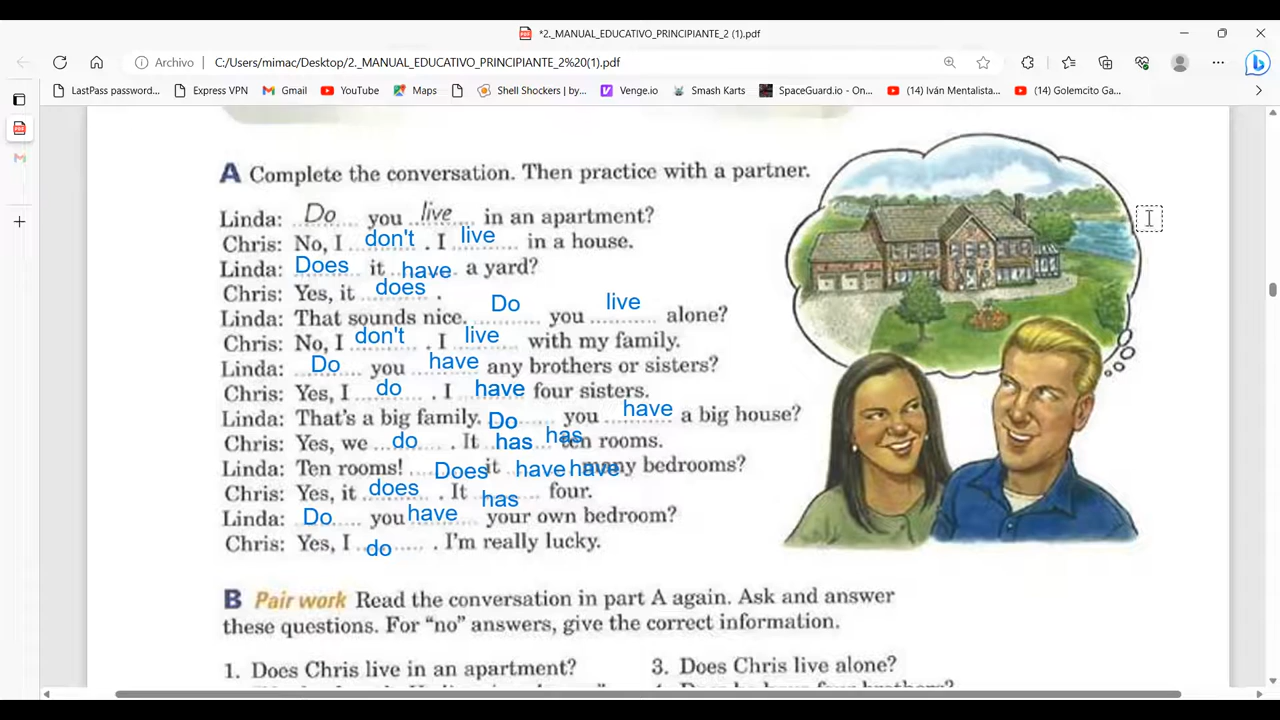 *2._MANUAL_EDUCATIVO_PRINCIPIANTE_2 (1).pdf
Archivo C:/Users/mimac/Desktop/2._MANUAL_EDUCATIVO_PRINCIPIANTE_2%20(1).pdf
LastPass password... Express VPN Gmail YouTube Maps Shell Shockers | by... Venge.io Smash Karts SpaceGuard.io - On... (14) Iván Mentalista... (14) Golemcito Ga...
A Complete the conversation. Then practice with a partner.
Linda: Do you live in an apartment?
Chris: No, I don't . I live in a house.
Linda: Does it have a yard?
Chris: Yes, it does .
Linda: That sounds nice. Do you live alone?
Chris: No, I don't . I live with my family.
Linda: Do you have any brothers or sisters?
Chris: Yes, I do . I have four sisters.
Linda: That's a big family. Do you have a big house?
Chris: Yes, we do . It has has ten rooms.
Linda: Ten rooms! Does it have have many bedrooms?
Chris: Yes, it does . It has four.
Linda: Do you have your own bedroom?
Chris: Yes, I do . I'm really lucky.
B Pair work Read the conversation in part A again. Ask and answer
these questions. For "no" answers, give the correct information.
1. Does Chris live in an apartment? 3. Does Chris live alone?